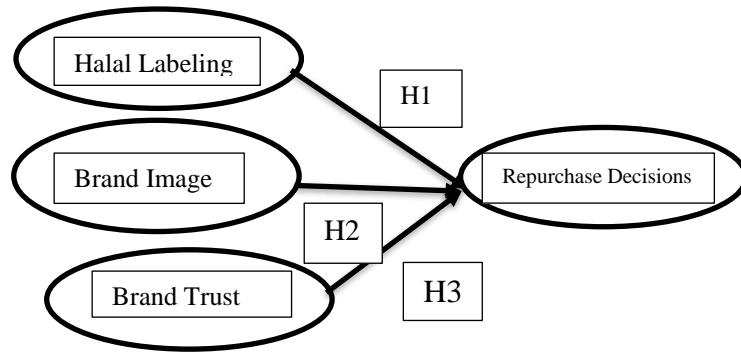 Halal Labeling
H1
Brand Image
Repurchase Decisions
H2
Brand Trust
H3